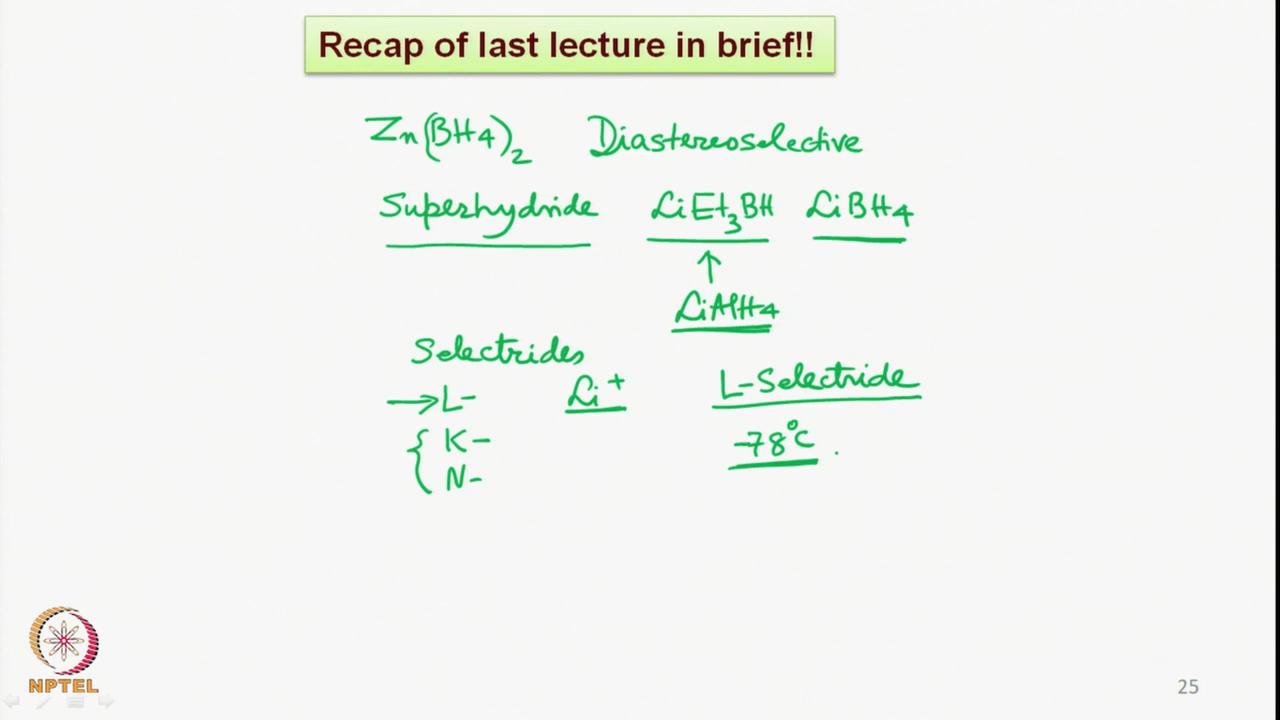 Recap of last lecture in brief!!
Zn(BH4)2 Diastereoselective
Superhydride LiEt3BH LiBH4
↑
LiAlH4
Selectrides
→ L- Li+ L-Selectride
{ K- -78°C .
N-
NPTEL
25